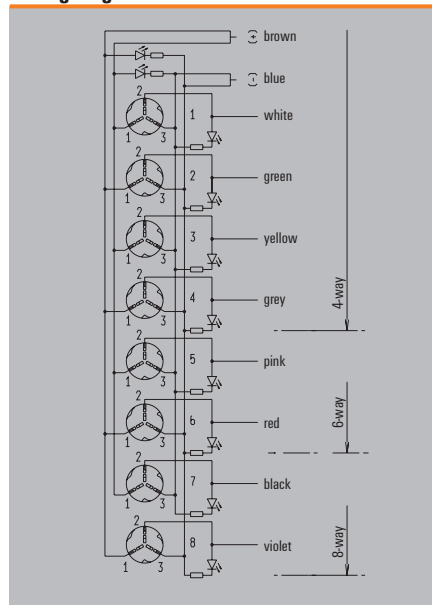 (+) brown
(-) blue
2
1 3
1 white
2
1 3
2 green
2
1 3
3 yellow
2
1 3
4 grey
4-way
2
1 3
5 pink
2
1 3
6 red
6-way
2
1 3
7 black
2
1 3
8 violet
8-way